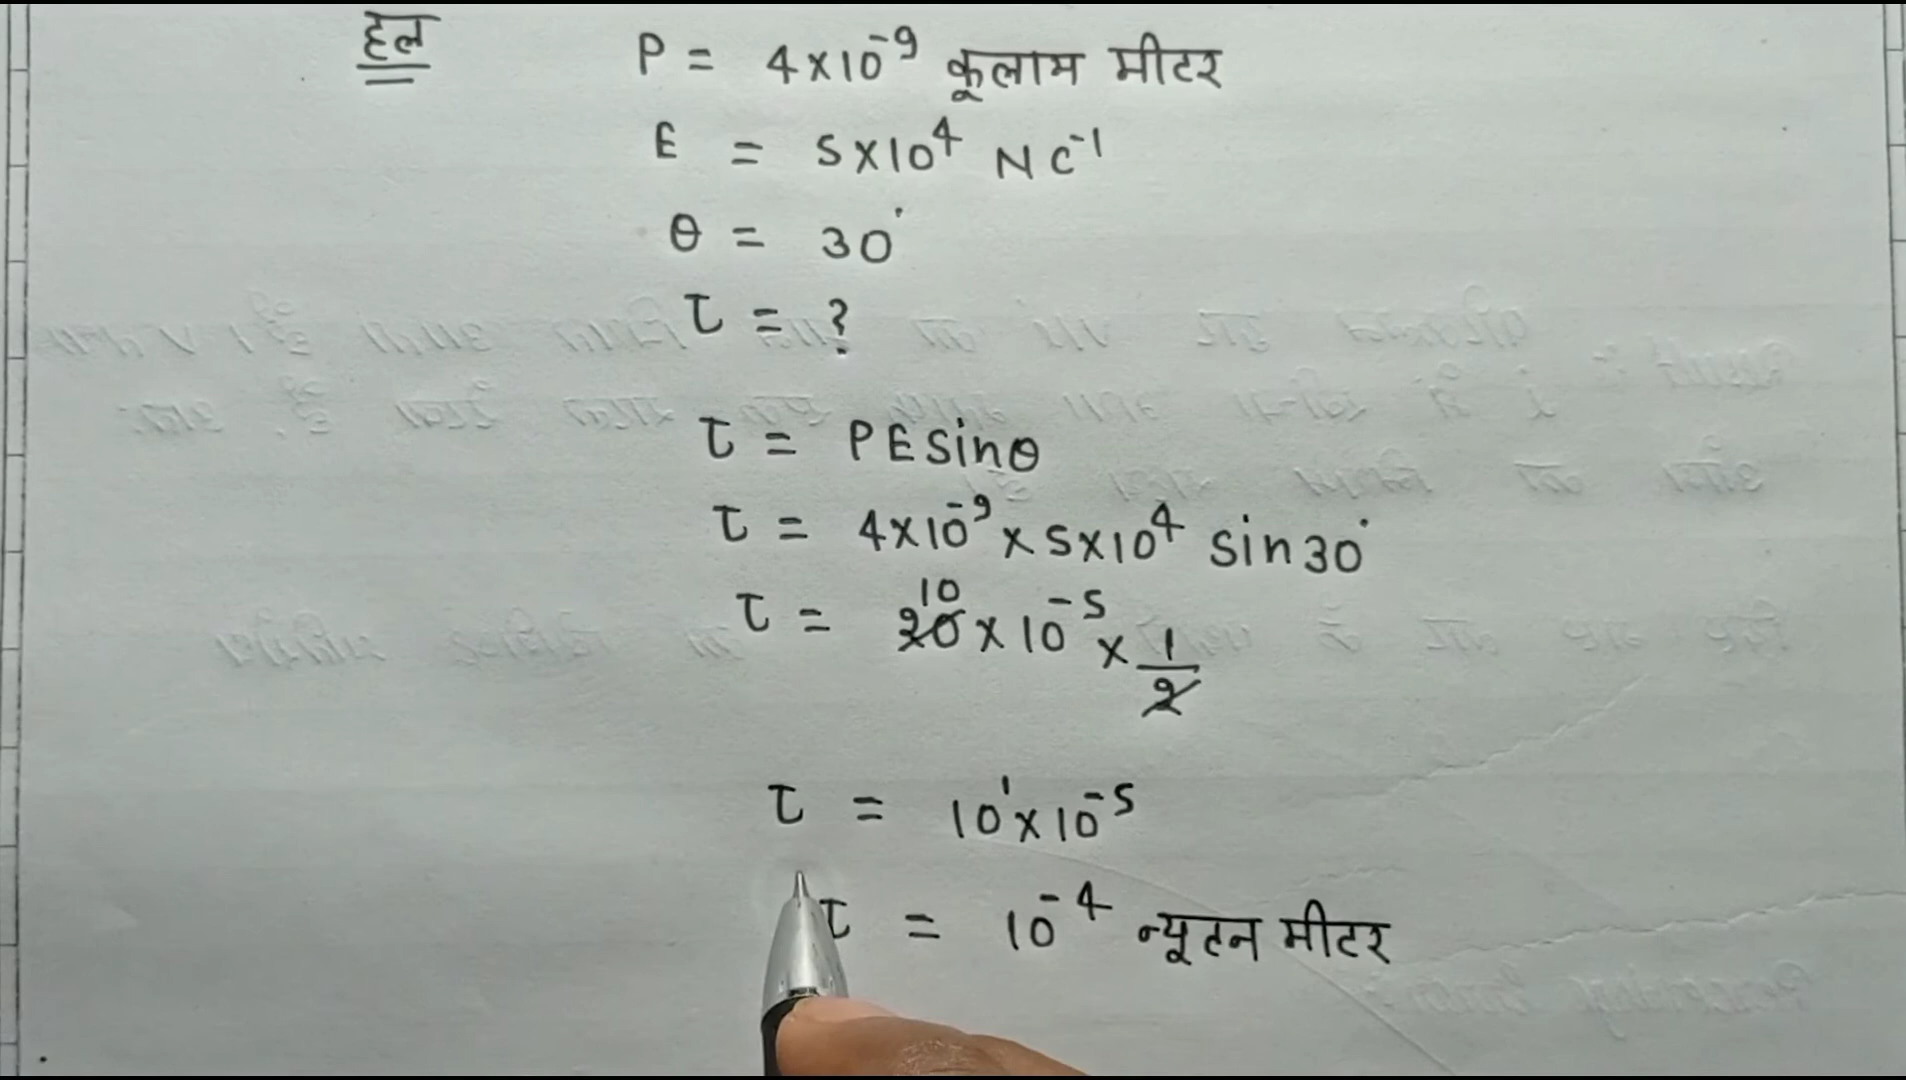 हल
P = 4×10⁻⁹ कूलाम मीटर
E = 5×10⁴ N C⁻¹
θ = 30°
τ = ?
τ = PEsinθ
τ = 4×10⁻⁹ × 5×10⁴ sin30°
10
τ = 20 × 10⁻⁵ × 1/2
τ = 10¹×10⁻⁵
τ = 10⁻⁴ न्यूटन मीटर